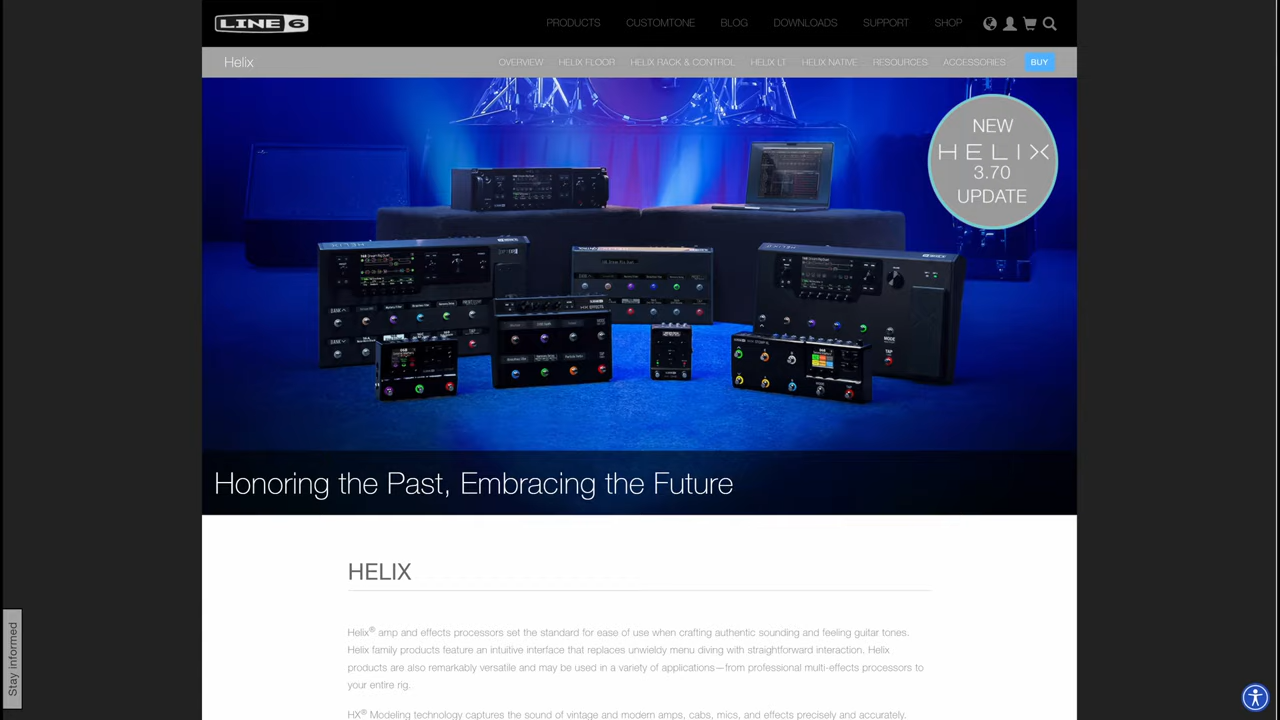 LINE 6
PRODUCTS CUSTOMTONE BLOG DOWNLOADS SUPPORT SHOP
Helix
OVERVIEW HELIX FLOOR HELIX RACK & CONTROL HELIX LT HELIX NATIVE RESOURCES ACCESSORIES BUY
NEW
HELIX
3.70
UPDATE
Honoring the Past, Embracing the Future
HELIX
Helix® amp and effects processors set the standard for ease of use when crafting authentic sounding and feeling guitar tones.
Helix family products feature an intuitive interface that replaces unwieldy menu diving with straightforward interaction. Helix
products are also remarkably versatile and may be used in a variety of applications—from professional multi-effects processors to
your entire rig.
HX® Modeling technology captures the sound of vintage and modern amps, cabs, mics, and effects precisely and accurately.
Stay informed